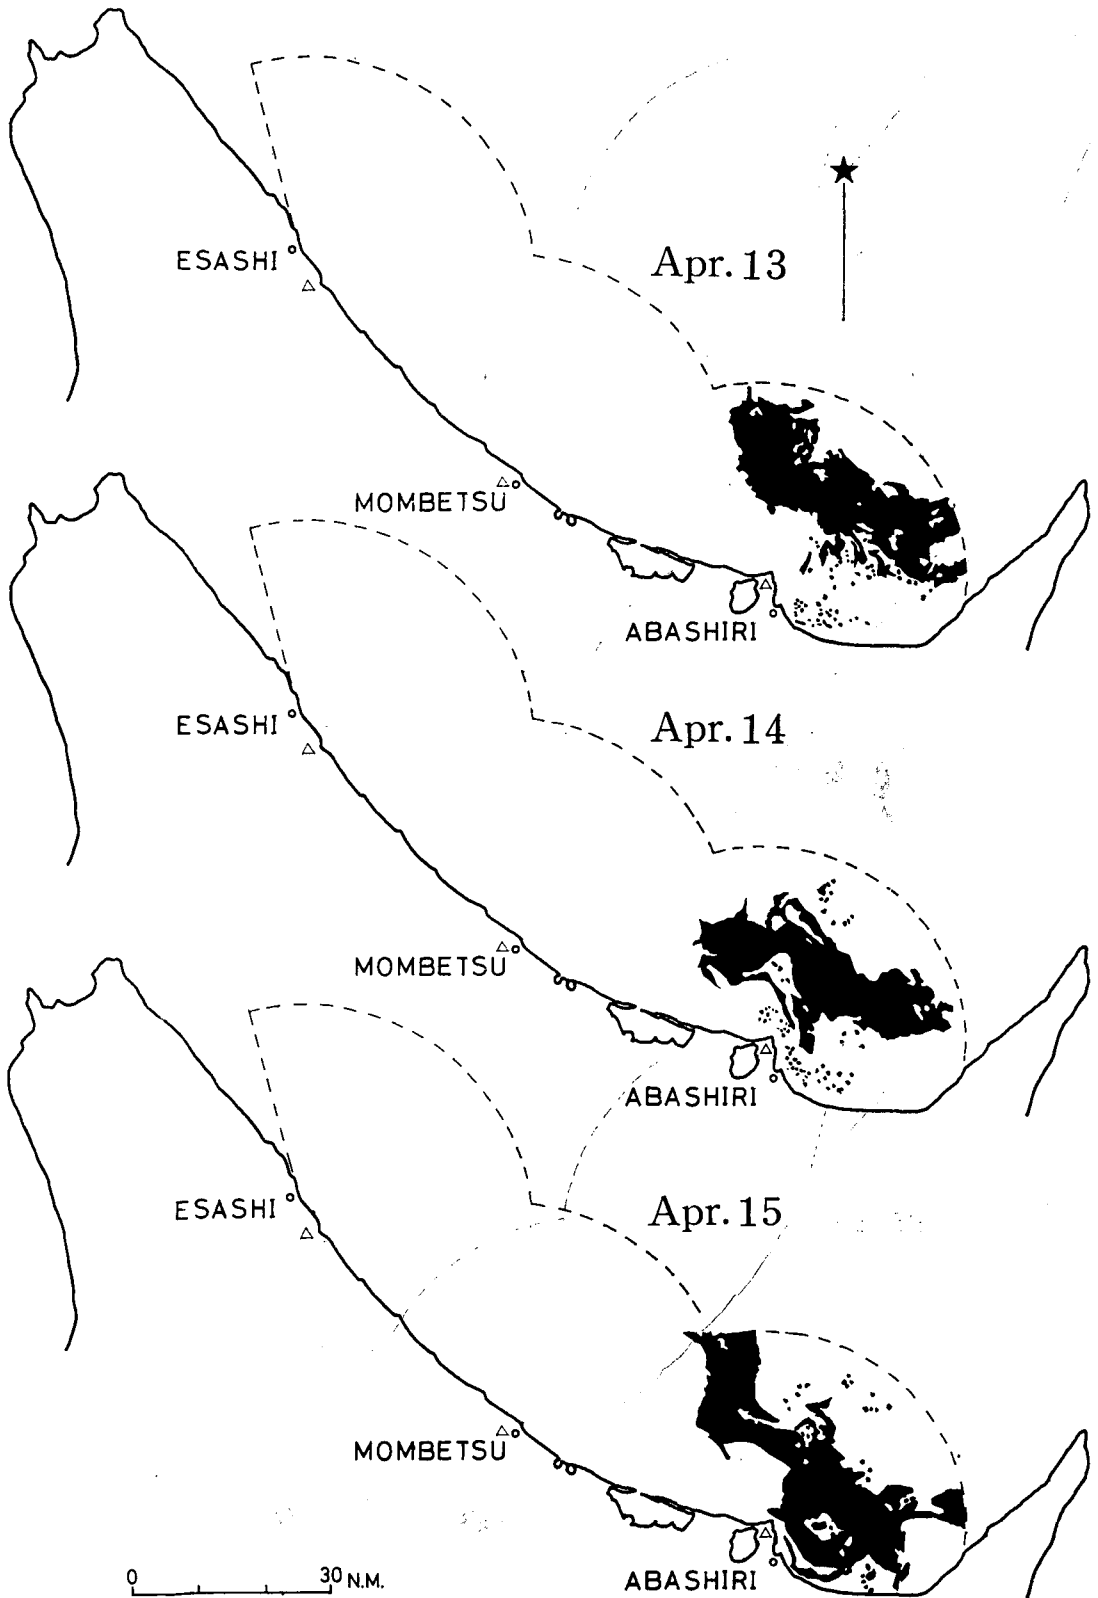 Apr. 13
ESASHI
MOMBETSU
ABASHIRI
Apr. 14
ESASHI
MOMBETSU
ABASHIRI
Apr. 15
ESASHI
MOMBETSU
ABASHIRI
0 30 N.M.